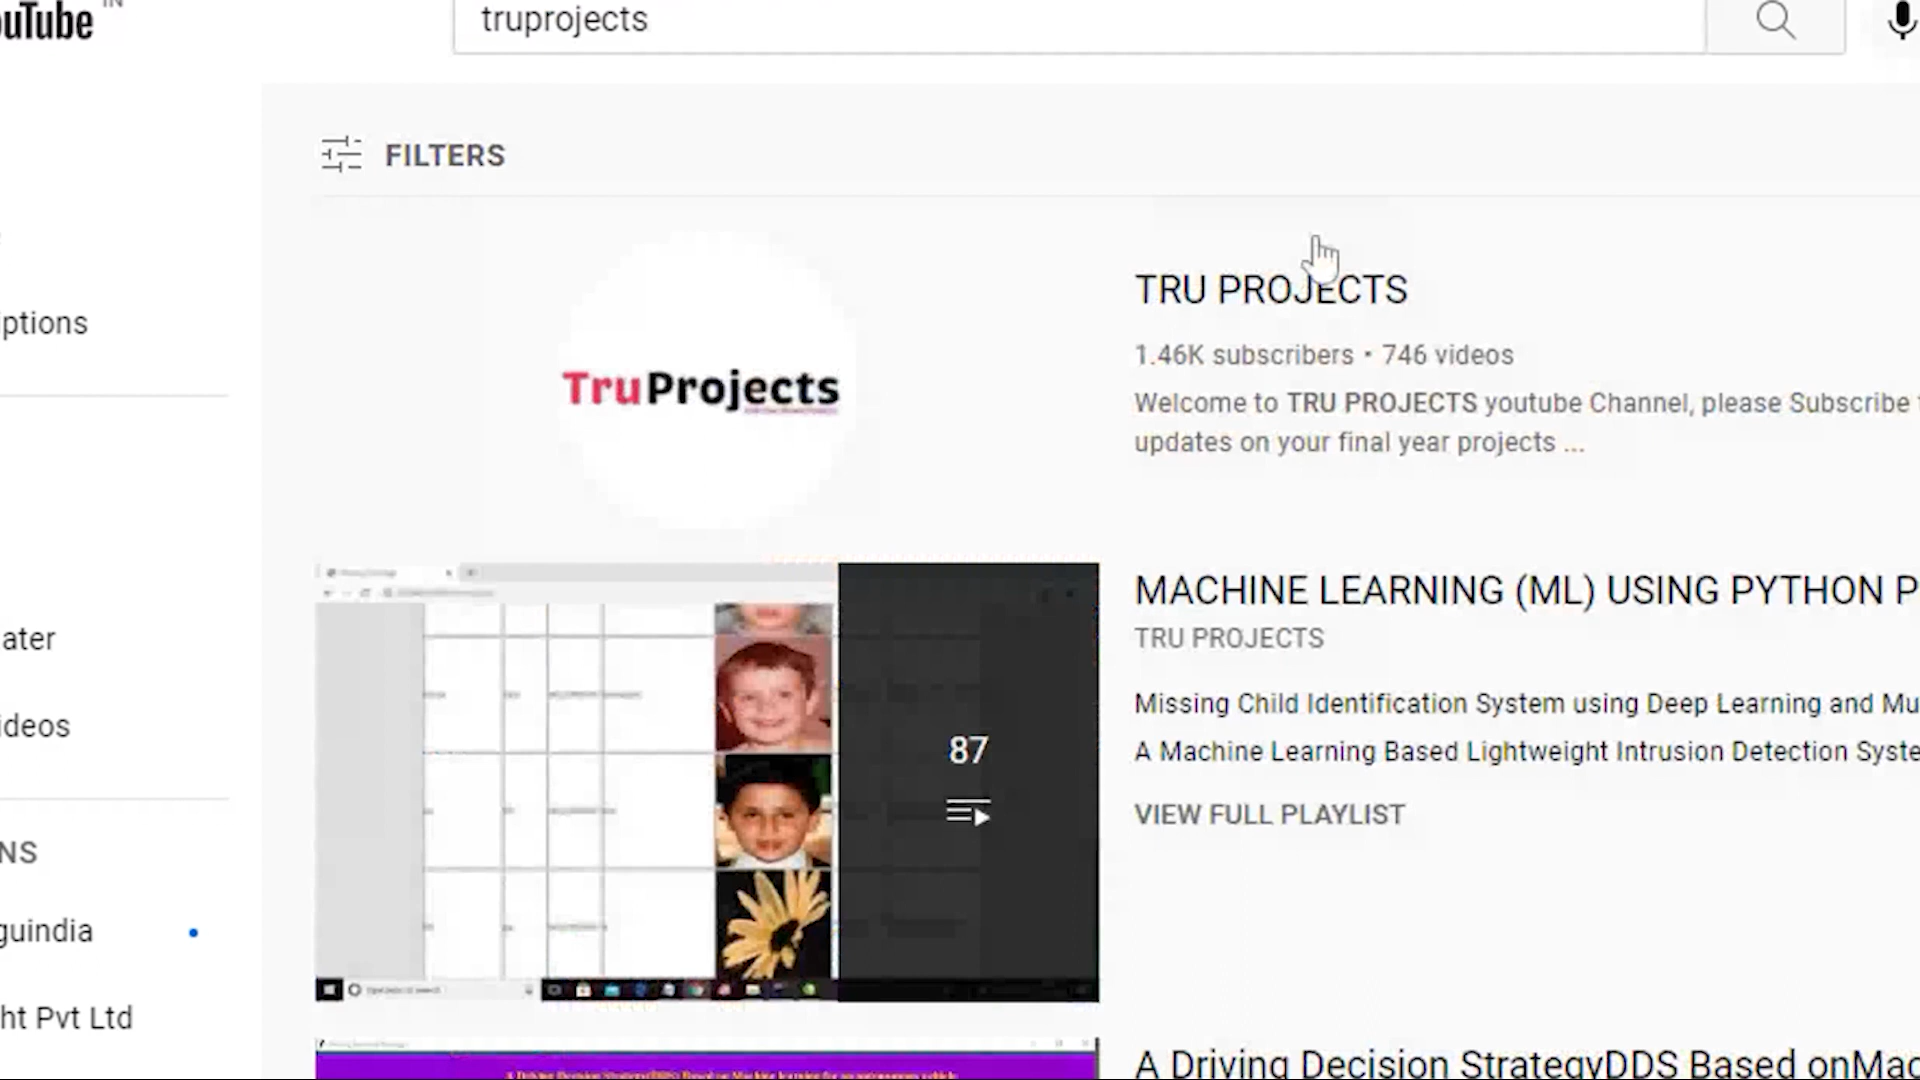 ouTube
IN
truprojects
FILTERS
TRU PROJECTS
1.46K subscribers • 746 videos
Welcome to TRU PROJECTS youtube Channel, please Subscribe
updates on your final year projects ...
TruProjects
iptions
MACHINE LEARNING (ML) USING PYTHON P
TRU PROJECTS
Missing Child Identification System using Deep Learning and Mu
A Machine Learning Based Lightweight Intrusion Detection Syste
VIEW FULL PLAYLIST
87
ater
ideos
NS
guindia
ht Pvt Ltd
A Driving Decision StrategyDDS Based onMac